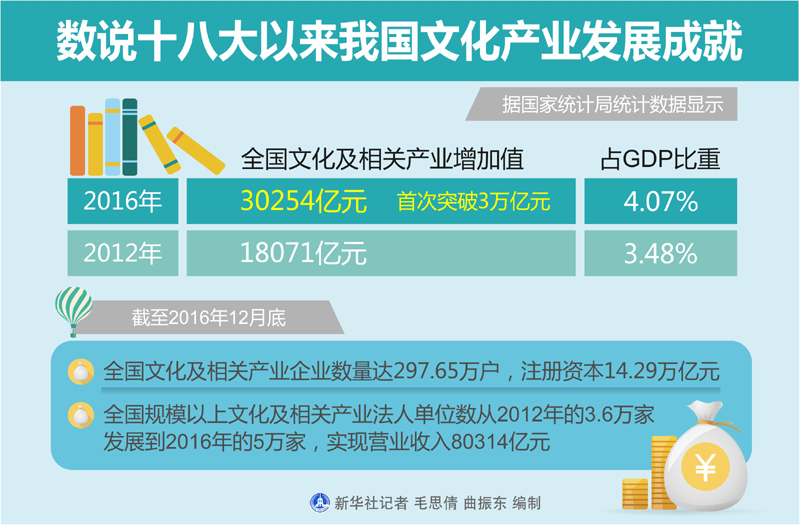 数说十八大以来我国文化产业发展成就
据国家统计局统计数据显示
全国文化及相关产业增加值 占GDP比重
2016年 30254亿元 首次突破3万亿元 4.07%
2012年 18071亿元 3.48%
截至2016年12月底
全国文化及相关产业企业数量达297.65万户，注册资本14.29万亿元
全国规模以上文化及相关产业法人单位数从2012年的3.6万家
发展到2016年的5万家，实现营业收入80314亿元
¥
新华社记者 毛思倩 曲振东 编制